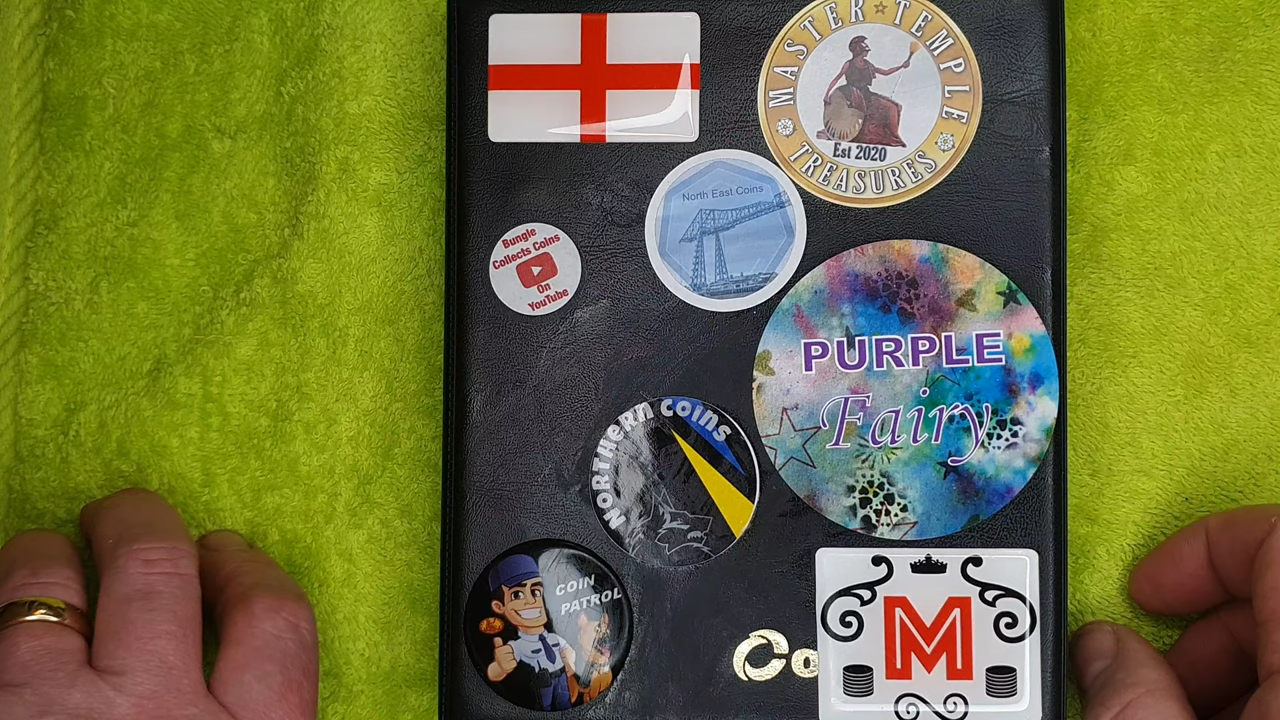 MASTER TEMPLE
Est 2020
TREASURES
North East Coins
Bungle
Collects Coins
On
YouTube
PURPLE
Fairy
NORTHERN COINS
COIN
PATROL
Co
M